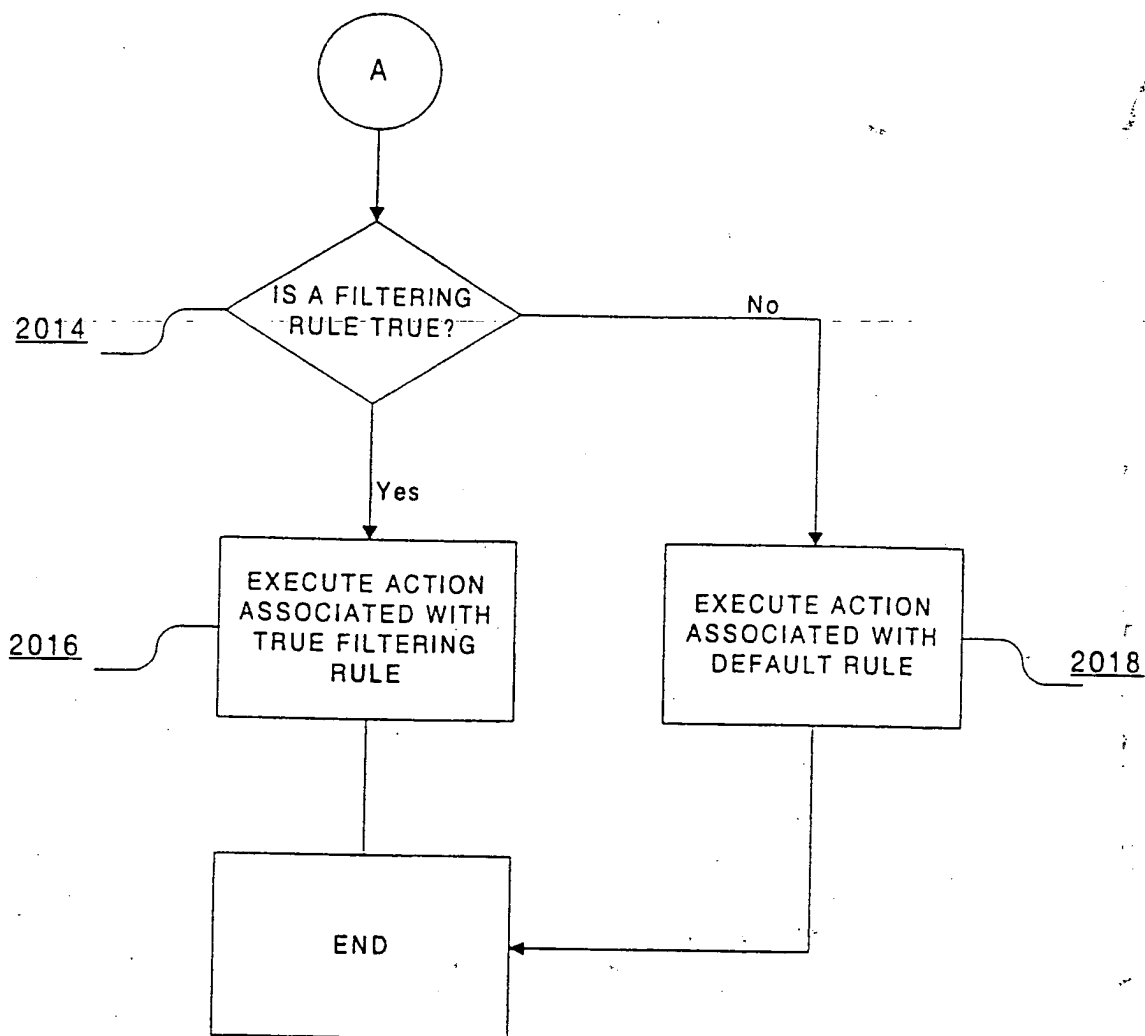 A
IS A FILTERING
RULE TRUE?
No
2014
Yes
EXECUTE ACTION
ASSOCIATED WITH
TRUE FILTERING
RULE
2016
EXECUTE ACTION
ASSOCIATED WITH
DEFAULT RULE
2018
END